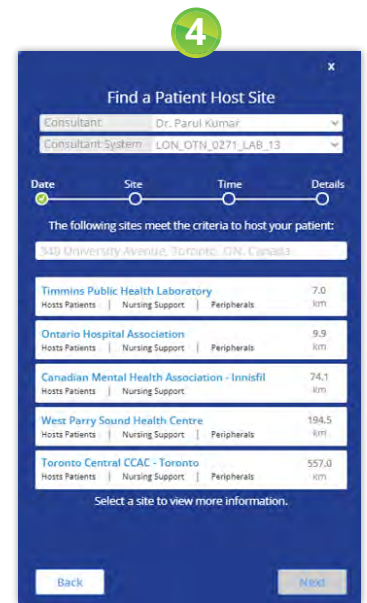 4
x
Find a Patient Host Site
Consultant Dr. Parul Kumar
Consultant System LON_OTN_0271_LAB_13
Date Site Time Details
The following sites meet the criteria to host your patient:
540 University Avenue, Toronto, ON, Canada
Timmins Public Health Laboratory 7.0
Hosts Patients | Nursing Support | Peripherals km
Ontario Hospital Association 9.9
Hosts Patients | Nursing Support | Peripherals km
Canadian Mental Health Association - Innisfil 74.1
Hosts Patients | Nursing Support km
West Parry Sound Health Centre 194.5
Hosts Patients | Nursing Support | Peripherals km
Toronto Central CCAC - Toronto 557.0
Hosts Patients | Nursing Support | Peripherals km
Select a site to view more information.
Back Next